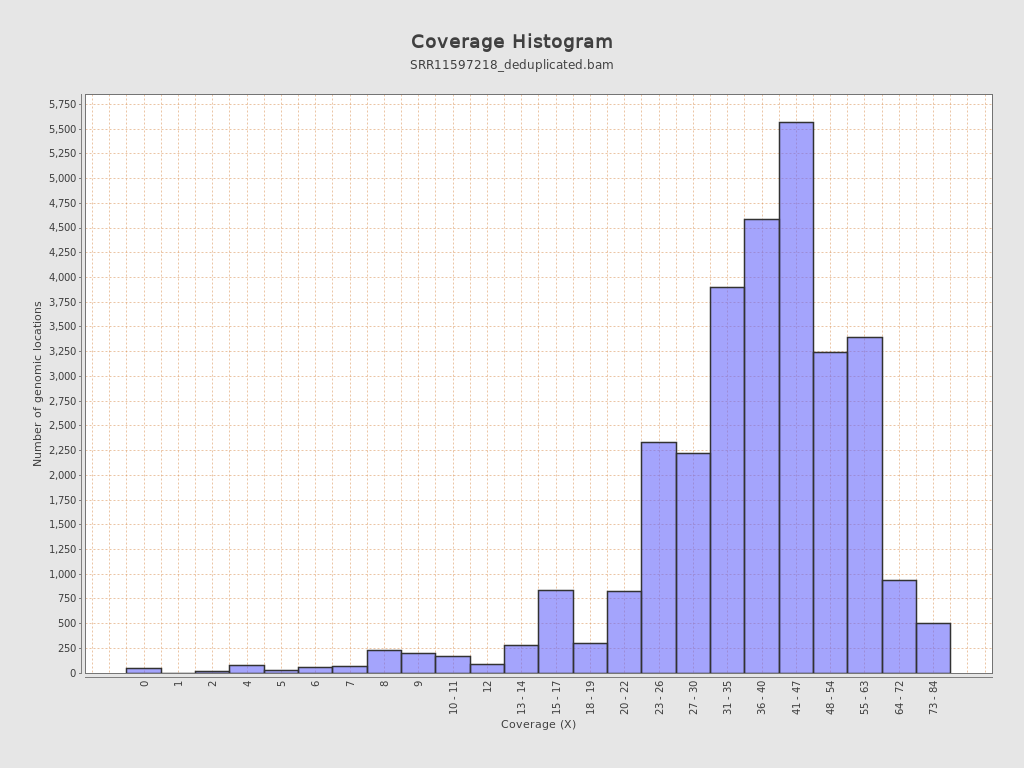 Coverage Histogram
SRR11597218_deduplicated.bam
Number of genomic locations
5,750
5,500
5,250
5,000
4,750
4,500
4,250
4,000
3,750
3,500
3,250
3,000
2,750
2,500
2,250
2,000
1,750
1,500
1,250
1,000
750
500
250
0
0
1
2
4
5
6
7
8
9
10 - 11
12
13 - 14
15 - 17
18 - 19
20 - 22
23 - 26
27 - 30
31 - 35
36 - 40
41 - 47
48 - 54
55 - 63
64 - 72
73 - 84
Coverage (X)